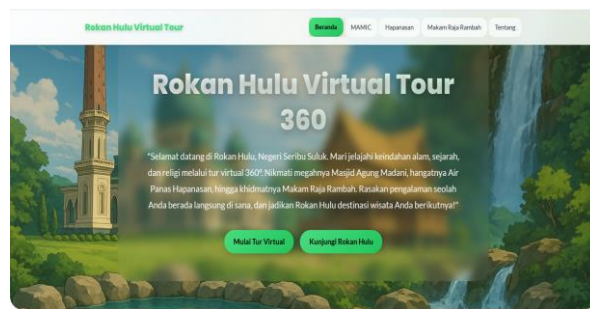 Rokan Hulu Virtual Tour
Beranda
MAMIC
Hapanasan
Makam Raja Rambah
Tentang
Rokan Hulu Virtual Tour
360
"Selamat datang di Rokan Hulu, Negeri Seribu Suluk. Mari jelajahi keindahan alam, sejarah,
dan religi melalui tur virtual 360°. Nikmati megahnya Masjid Agung Madani, hangatnya Air
Panas Hapanasan, hingga khidmatnya Makam Raja Rambah. Rasakan pengalaman seolah
Anda berada langsung di sana, dan jadikan Rokan Hulu destinasi wisata Anda berikutnya!"
Mulai Tur Virtual
Kunjungi Rokan Hulu